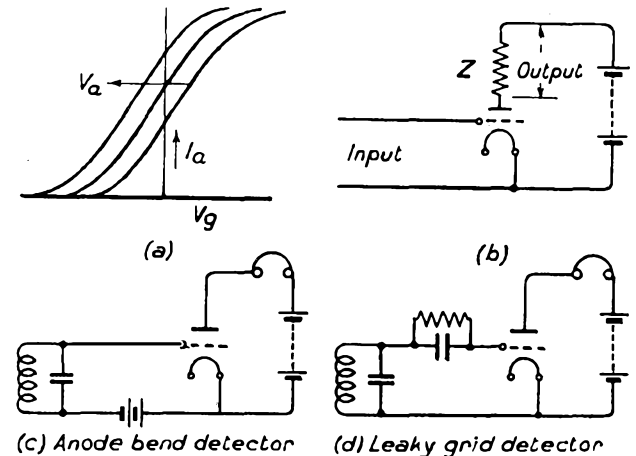 Va
Ia
Vg
(a)
Z
Output
Input
(b)
(c) Anode bend detector
(d) Leaky grid detector